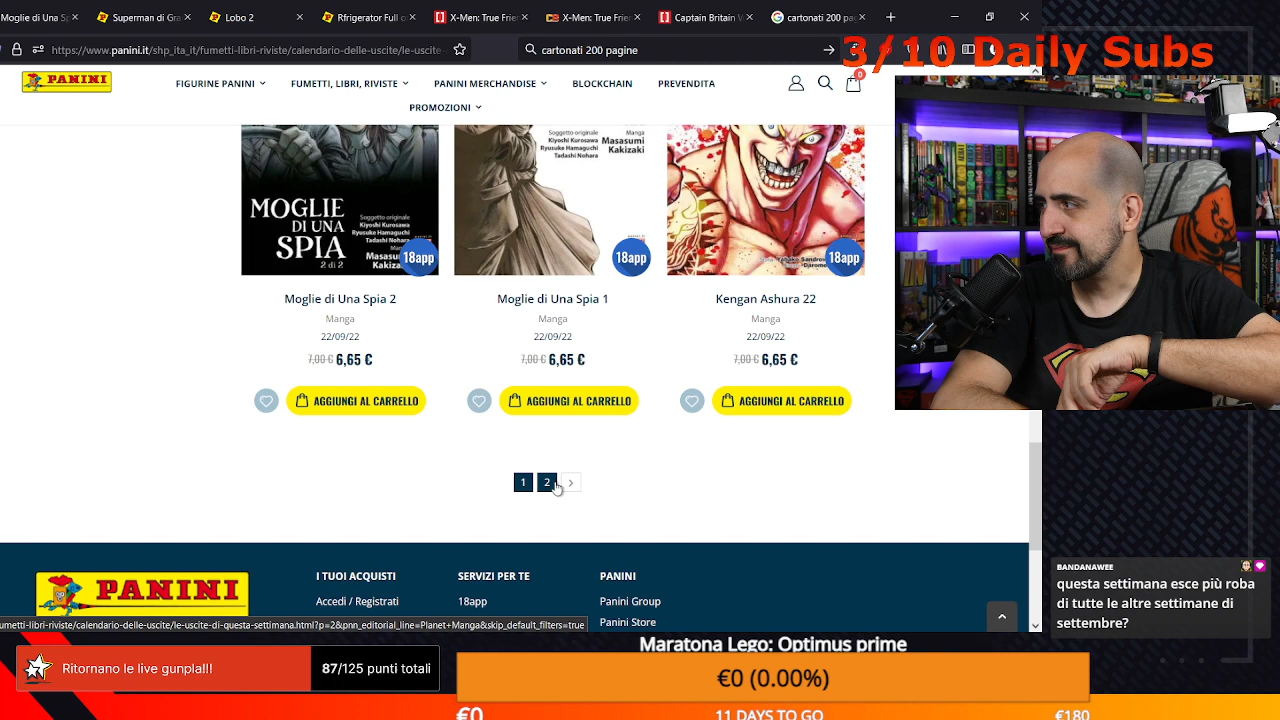 Moglie di Una Sp
Superman di Gra
Lobo 2
Rfrigerator Full o
X-Men: True Frie
X-Men: True Frie
Captain Britain V
cartonati 200 pag
https://www.panini.it/shp_ita_it/fumetti-libri-riviste/calendario-delle-uscite/le-uscite-
cartonati 200 pagine
3/10 Daily Subs
PANINI
FIGURINE PANINI
FUMETTI, LIBRI, RIVISTE
PANINI MERCHANDISE
BLOCKCHAIN
PREVENDITA
PROMOZIONI
0
MOGLIE
DI UNA
SPIA
2 di 2
Soggetto originale
Kiyoshi Kurosawa
Ryusuke Hamaguchi
Tadashi Nohara
Manga
Masasumi
Kakiza
18app
Soggetto originale
Kiyoshi Kurosawa
Ryusuke Hamaguchi
Tadashi Nohara
Manga
Masasumi
Kakizaki
18app
Yabako Sandrov
Daromeo
18app
Moglie di Una Spia 2
Manga
22/09/22
7,00 € 6,65 €
AGGIUNGI AL CARRELLO
Moglie di Una Spia 1
Manga
22/09/22
7,00 € 6,65 €
AGGIUNGI AL CARRELLO
Kengan Ashura 22
Manga
22/09/22
7,00 € 6,65 €
AGGIUNGI AL CARRELLO
1 2 >
PANINI
I TUOI ACQUISTI
Accedi / Registrati
SERVIZI PER TE
18app
PANINI
Panini Group
Panini Store
umetti-libri-riviste/calendario-delle-uscite/le-uscite-di-questa-settimana.html?p=2&pnn_editorial_line=Planet+Manga&skip_default_filters=true
BANDANAWEE
questa settimana esce più roba
di tutte le altre settimane di
settembre?
Ritornano le live gunpla!!!
87/125 punti totali
Maratona Lego: Optimus prime
€0 (0.00%)
€0
11 DAYS TO GO
€180